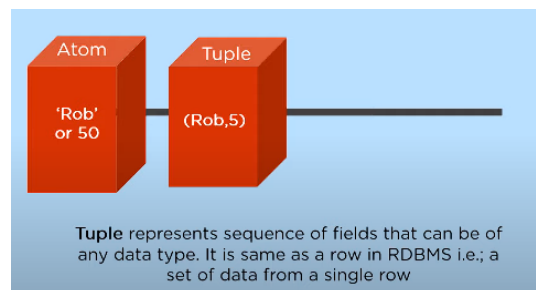 Atom
Tuple
'Rob'
or 50
(Rob,5)
Tuple represents sequence of fields that can be of
any data type. It is same as a row in RDBMS i.e.; a
set of data from a single row